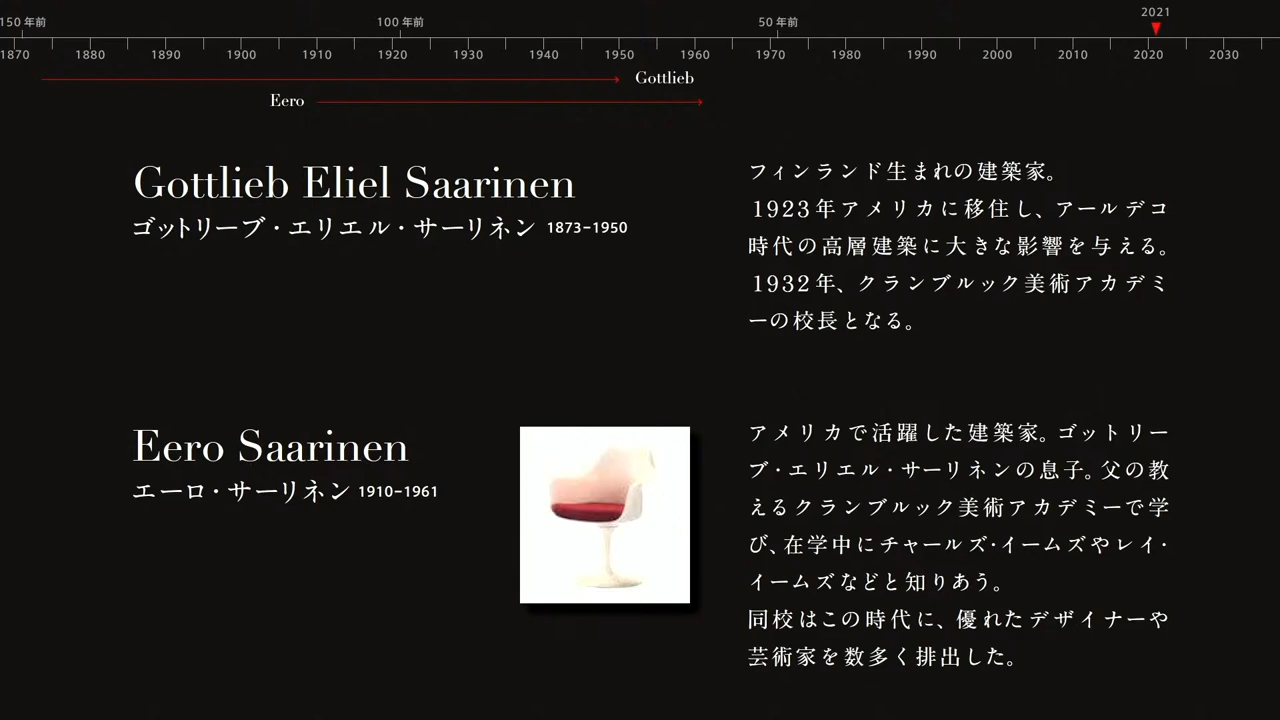 150 年前
100 年前
50 年前
2021
1870 1880 1890 1900 1910 1920 1930 1940 1950 1960 1970 1980 1990 2000 2010 2020 2030
Gottlieb
Eero
Gottlieb Eliel Saarinen
ゴットリーブ・エリエル・サーリネン 1873-1950
フィンランド生まれの建築家。
1923年アメリカに移住し、アールデコ
時代の高層建築に大きな影響を与える。
1932年、クランブルック美術アカデミ
ーの校長となる。
Eero Saarinen
エーロ・サーリネン 1910-1961
アメリカで活躍した建築家。ゴットリー
ブ・エリエル・サーリネンの息子。父の教
えるクランブルック美術アカデミーで学
び、在学中にチャールズ・イームズやレイ・
イームズなどと知りあう。
同校はこの時代に、優れたデザイナーや
芸術家を数多く排出した。